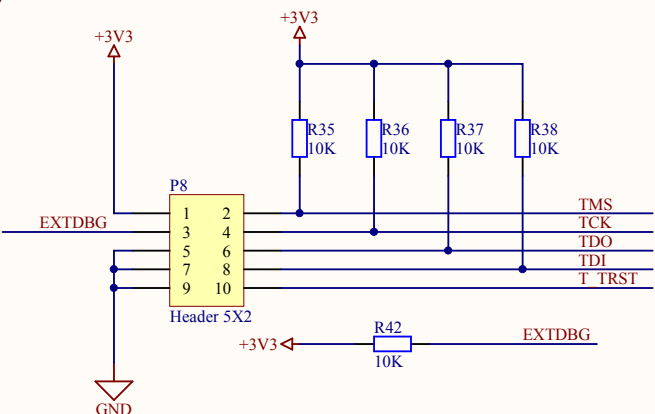 +3V3
+3V3
R35
10K
R36
10K
R37
10K
R38
10K
P8
1 2
3 4
5 6
7 8
9 10
Header 5X2
EXTDBG
TMS
TCK
TDO
TDI
T_TRST
+3V3
R42
10K
EXTDBG
GND